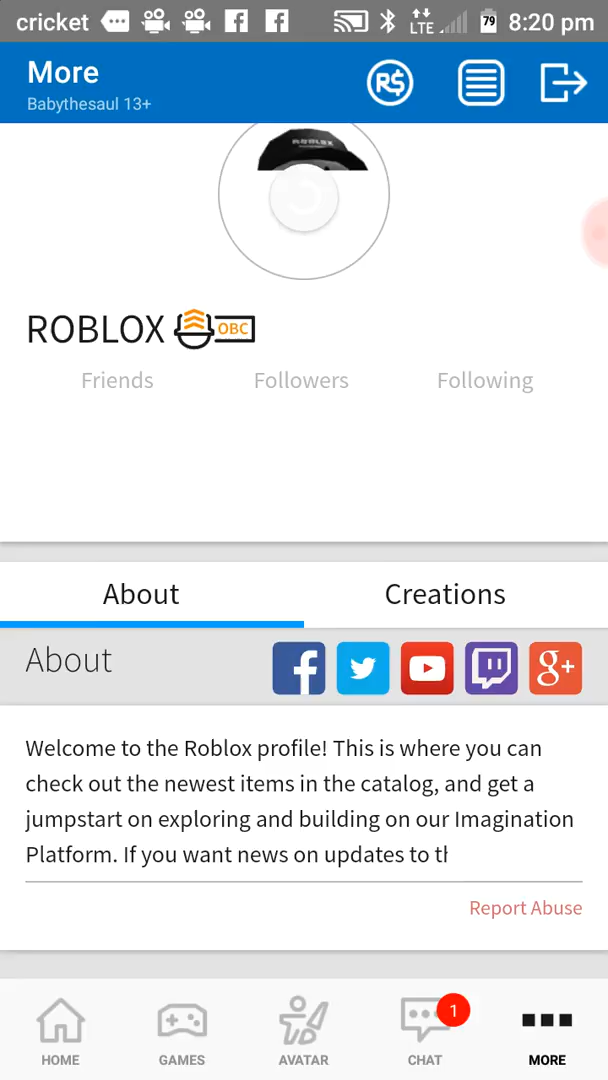 cricket 79 8:20 pm
LTE
More
Babythesaul 13+
R$
ROBLOX
ROBLOX OBC
Friends Followers Following
About Creations
About f g+
Welcome to the Roblox profile! This is where you can
check out the newest items in the catalog, and get a
jumpstart on exploring and building on our Imagination
Platform. If you want news on updates to th
Report Abuse
1
HOME GAMES AVATAR CHAT MORE